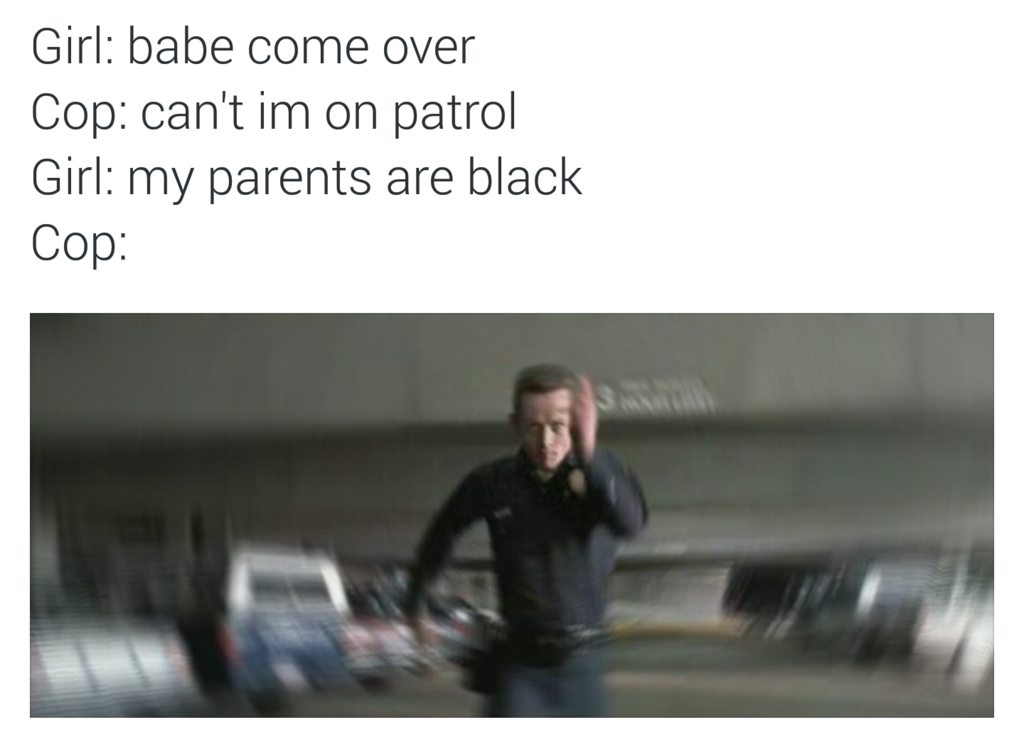 Girl: babe come over
Cop: can't im on patrol
Girl: my parents are black
Cop: